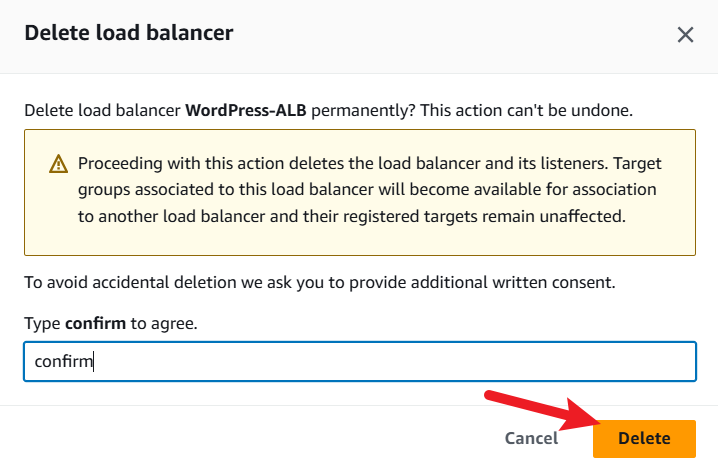 Delete load balancer
Delete load balancer WordPress-ALB permanently? This action can't be undone.
Proceeding with this action deletes the load balancer and its listeners. Target
groups associated to this load balancer will become available for association
to another load balancer and their registered targets remain unaffected.
To avoid accidental deletion we ask you to provide additional written consent.
Type confirm to agree.
confirm
Cancel
Delete